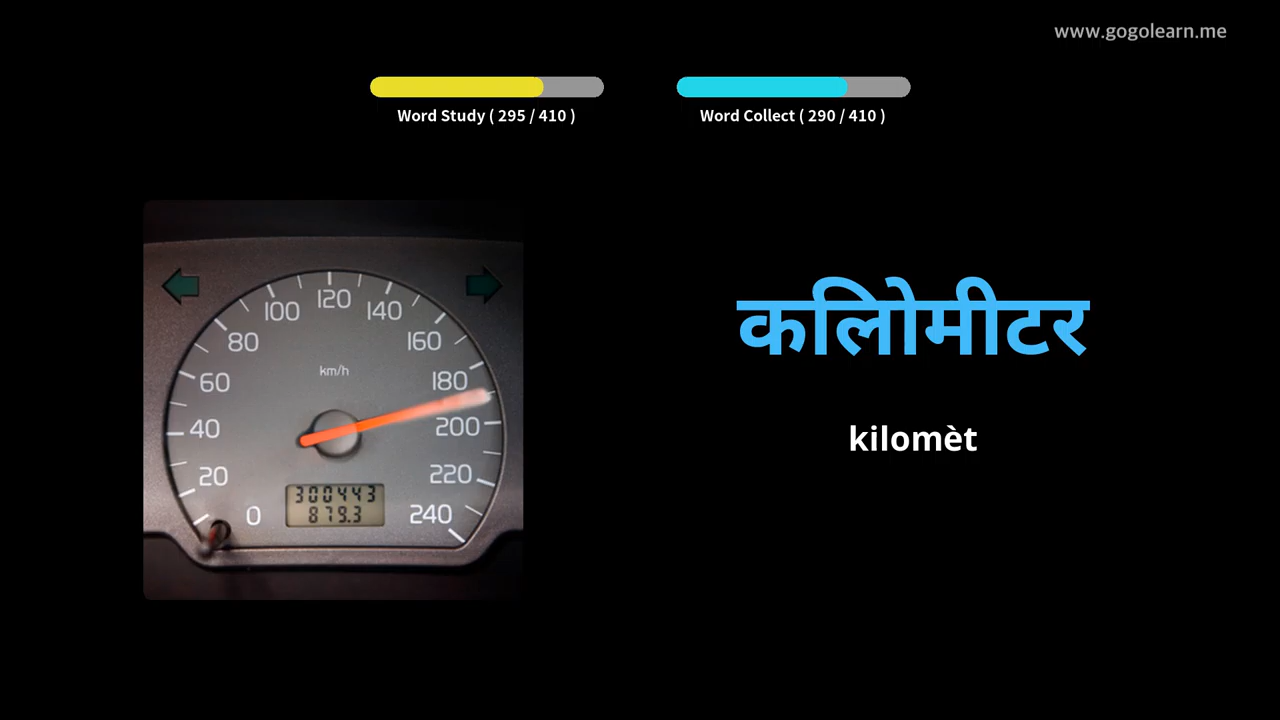 www.gogolearn.me
Word Study ( 295 / 410 )
Word Collect ( 290 / 410 )
120
100
140
80
160
km/h
180
60
200
40
220
20
300443
879.3
0
240
कलिोमीटर
kilomèt